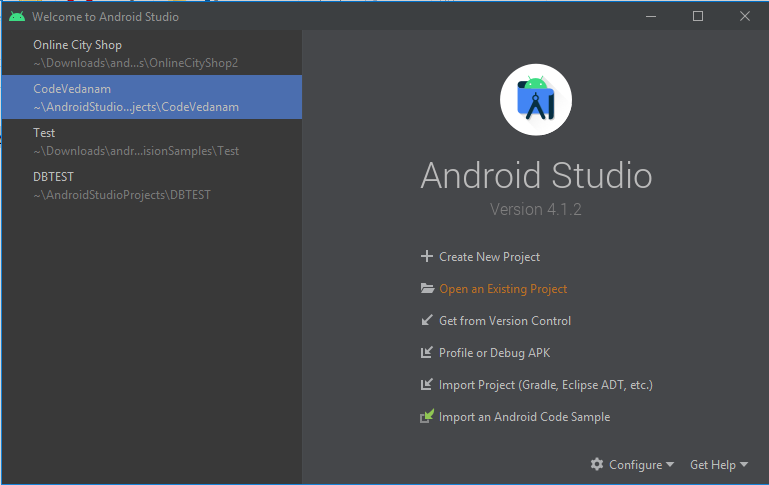 Welcome to Android Studio
Online City Shop
~\Downloads\and...s\OnlineCityShop2
CodeVedanam
~\AndroidStudio...jects\CodeVedanam
Test
~\Downloads\andr...isionSamples\Test
DBTEST
~\AndroidStudioProjects\DBTEST
Android Studio
Version 4.1.2
Create New Project
Open an Existing Project
Get from Version Control
Profile or Debug APK
Import Project (Gradle, Eclipse ADT, etc.)
Import an Android Code Sample
Configure
Get Help